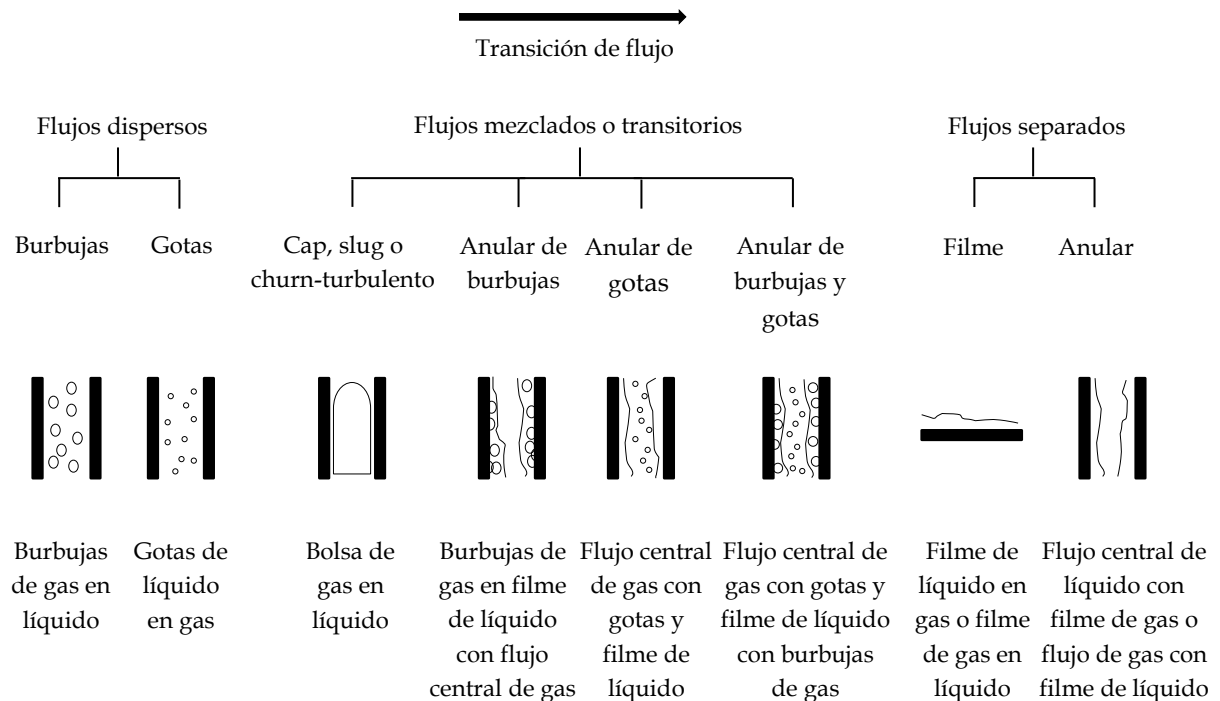 Transición de flujo
Flujos dispersos
Flujos mezclados o transitorios
Flujos separados
Burbujas
Gotas
Cap, slug o
churn-turbulento
Anular de
burbujas
Anular de
gotas
Anular de
burbujas y
gotas
Filme
Anular
Burbujas
de gas en
líquido
Gotas de
líquido
en gas
Bolsa de
gas en
líquido
Burbujas de
gas en filme
de líquido
con flujo
central de gas
Flujo central
de gas con
gotas y
filme de
líquido
Flujo central de
gas con gotas y
filme de líquido
con burbujas
de gas
Filme de
líquido en
gas o filme
de gas en
líquido
Flujo central de
líquido con
filme de gas o
flujo de gas con
filme de líquido